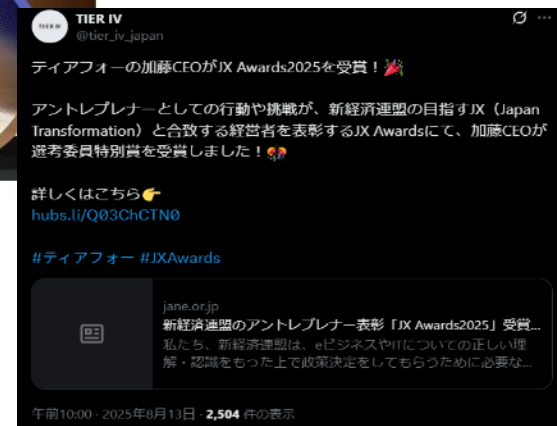 TIER IV
@tier_iv_japan
ティアフォーの加藤CEOがJX Awards2025を受賞！🎉
アントレプレナーとしての行動や挑戦が、新経済連盟の目指すJX（Japan
Transformation）と合致する経営者を表彰するJX Awardsにて、加藤CEOが
選考委員特別賞を受賞しました！🎊
詳しくはこちら👉
hubs.li/Q03ChCTN0
#ティアフォー #JXAwards
jane.or.jp
新経済連盟のアントレプレナー表彰「JX Awards2025」受賞...
私たち、新経済連盟は、eビジネスやITについての正しい理
解・認識をもった上で政策決定をしてもらうために必要な...
午前10:00 · 2025年8月13日 · 2,504 件の表示